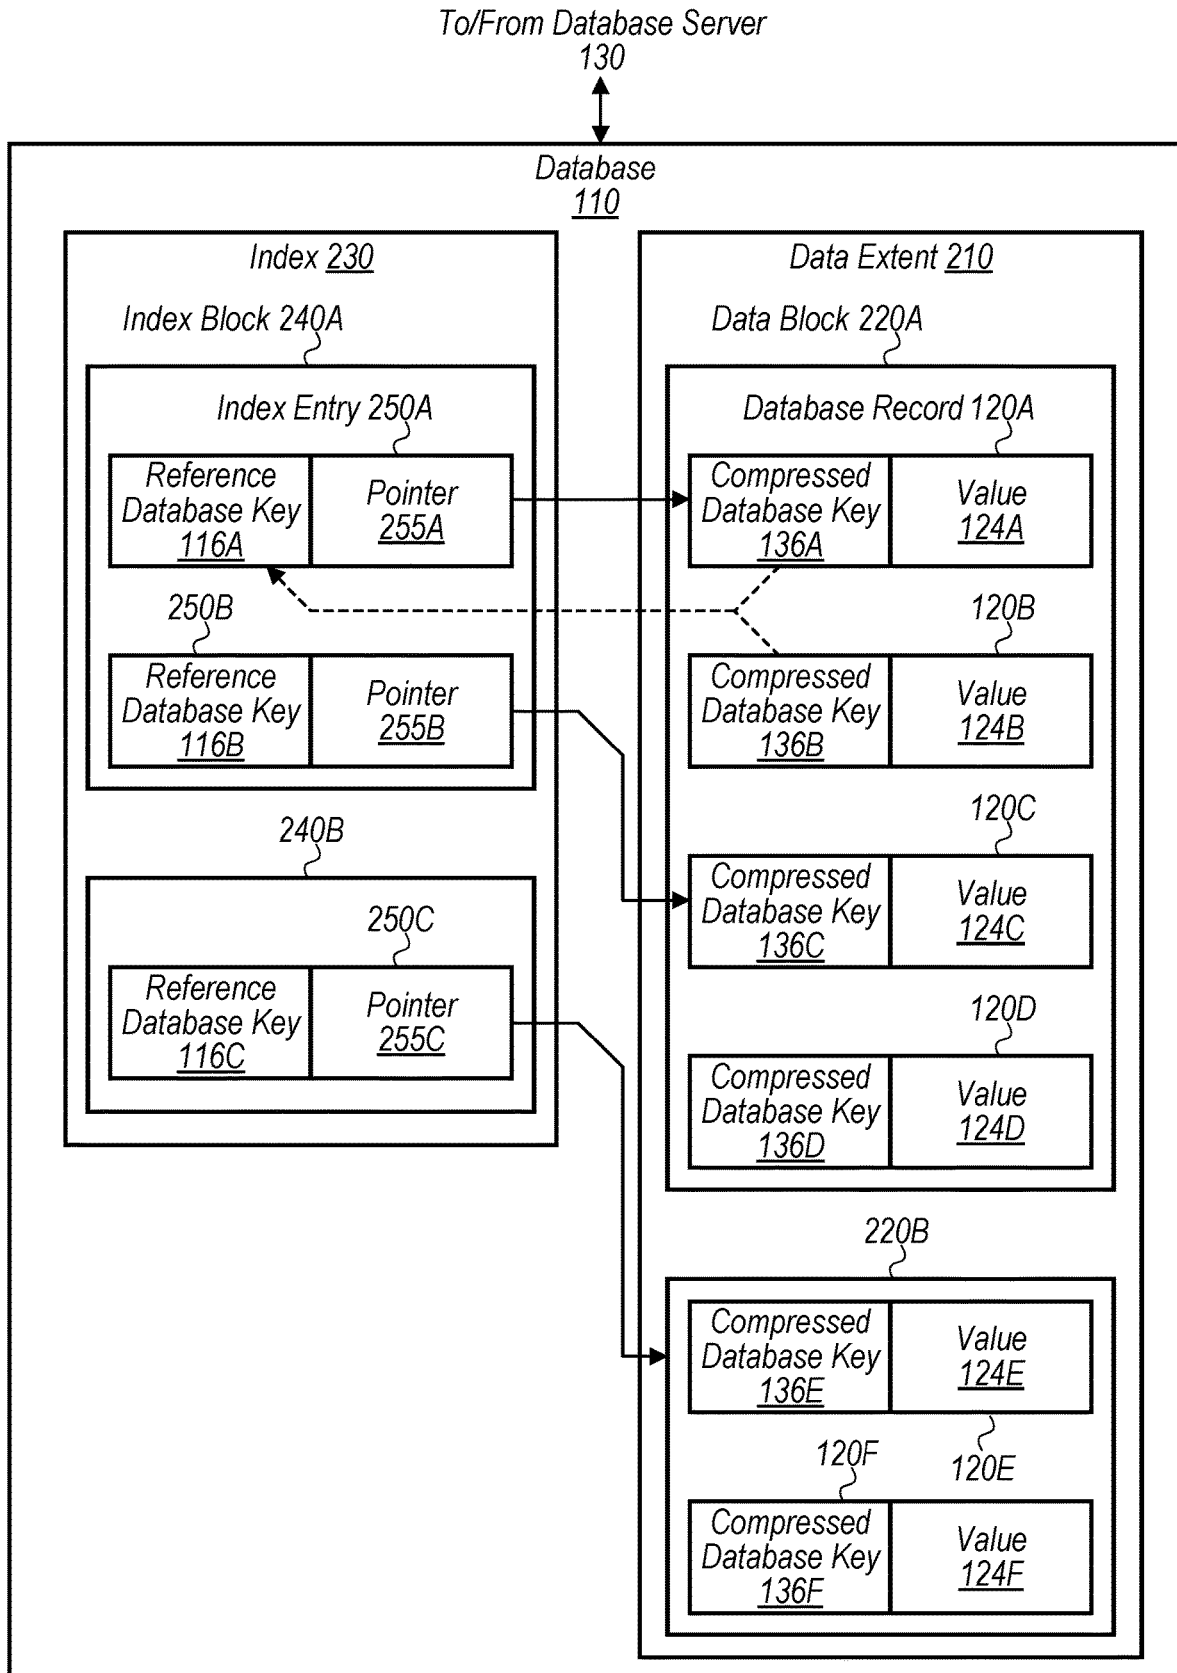 To/From Database Server
130
Database
110
Index 230
Index Block 240A
Index Entry 250A
Reference
Database Key
116A
Pointer
255A
250B
Reference
Database Key
116B
Pointer
255B
240B
250C
Reference
Database Key
116C
Pointer
255C
Data Extent 210
Data Block 220A
Database Record 120A
Compressed
Database Key
136A
Value
124A
120B
Compressed
Database Key
136B
Value
124B
120C
Compressed
Database Key
136C
Value
124C
120D
Compressed
Database Key
136D
Value
124D
220B
Compressed
Database Key
136E
Value
124E
120E
120F
Compressed
Database Key
136F
Value
124F